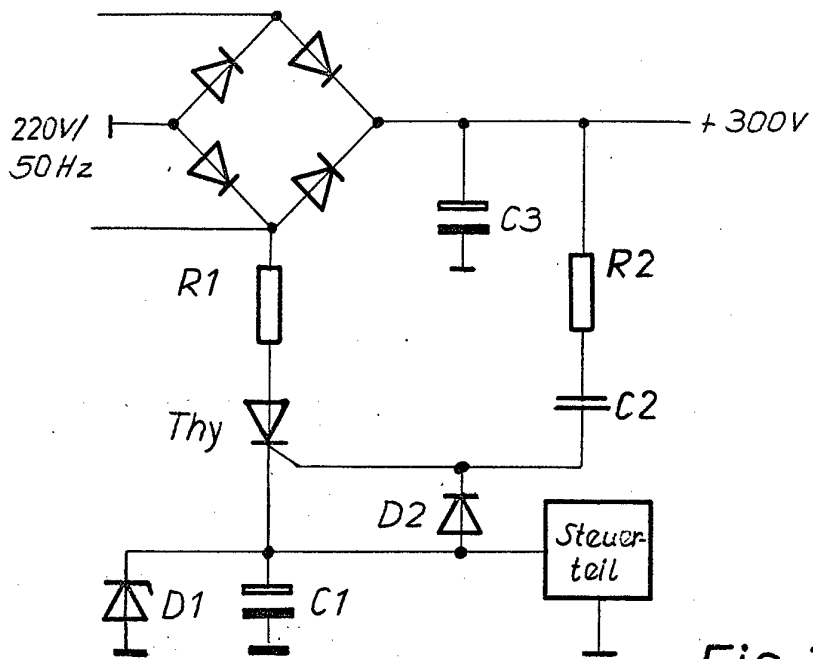 220V/
50Hz
+ 300V
C3
R1
R2
Thy
C2
D2
Steuer-
teil
D1
C1